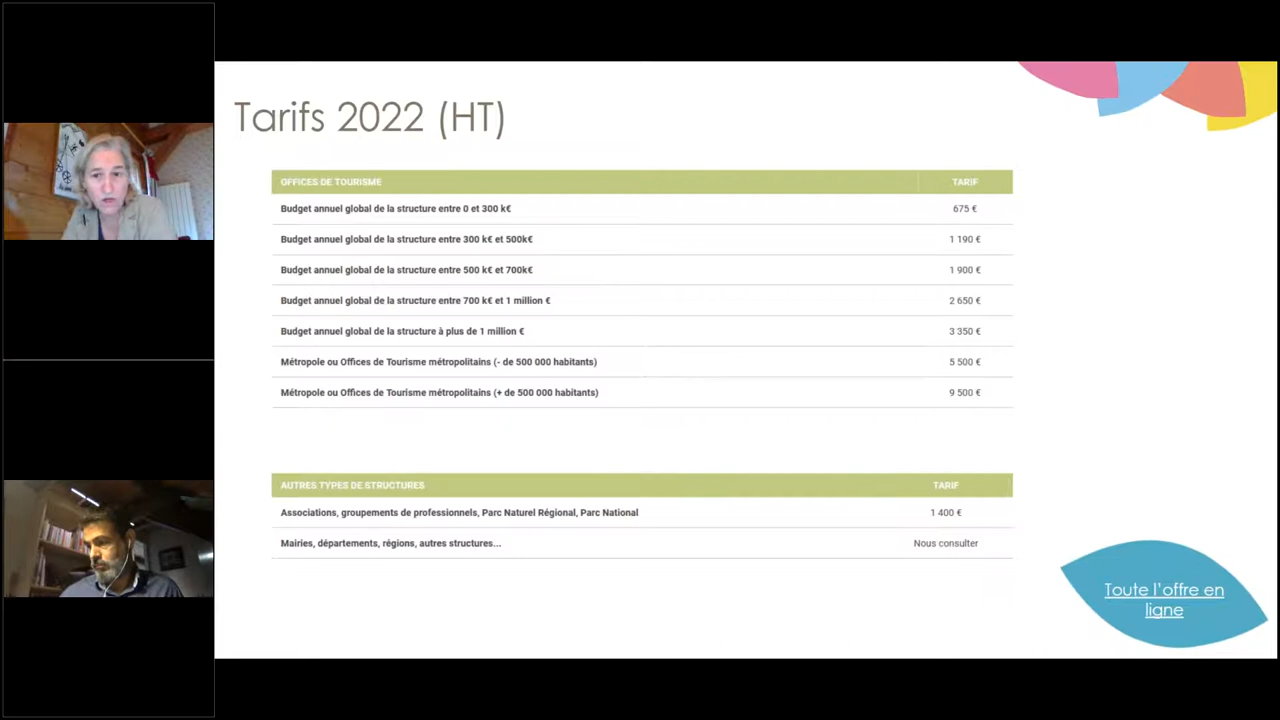 Tarifs 2022 (HT)
OFFICES DE TOURISME TARIF
Budget annuel global de la structure entre 0 et 300 k€ 675 €
Budget annuel global de la structure entre 300 k€ et 500k€ 1 190 €
Budget annuel global de la structure entre 500 k€ et 700k€ 1 900 €
Budget annuel global de la structure entre 700 k€ et 1 million € 2 650 €
Budget annuel global de la structure à plus de 1 million € 3 350 €
Métropole ou Offices de Tourisme métropolitains (- de 500 000 habitants) 5 500 €
Métropole ou Offices de Tourisme métropolitains (+ de 500 000 habitants) 9 500 €
AUTRES TYPES DE STRUCTURES TARIF
Associations, groupements de professionnels, Parc Naturel Régional, Parc National 1 400 €
Mairies, départements, régions, autres structures... Nous consulter
Toute l'offre en
ligne